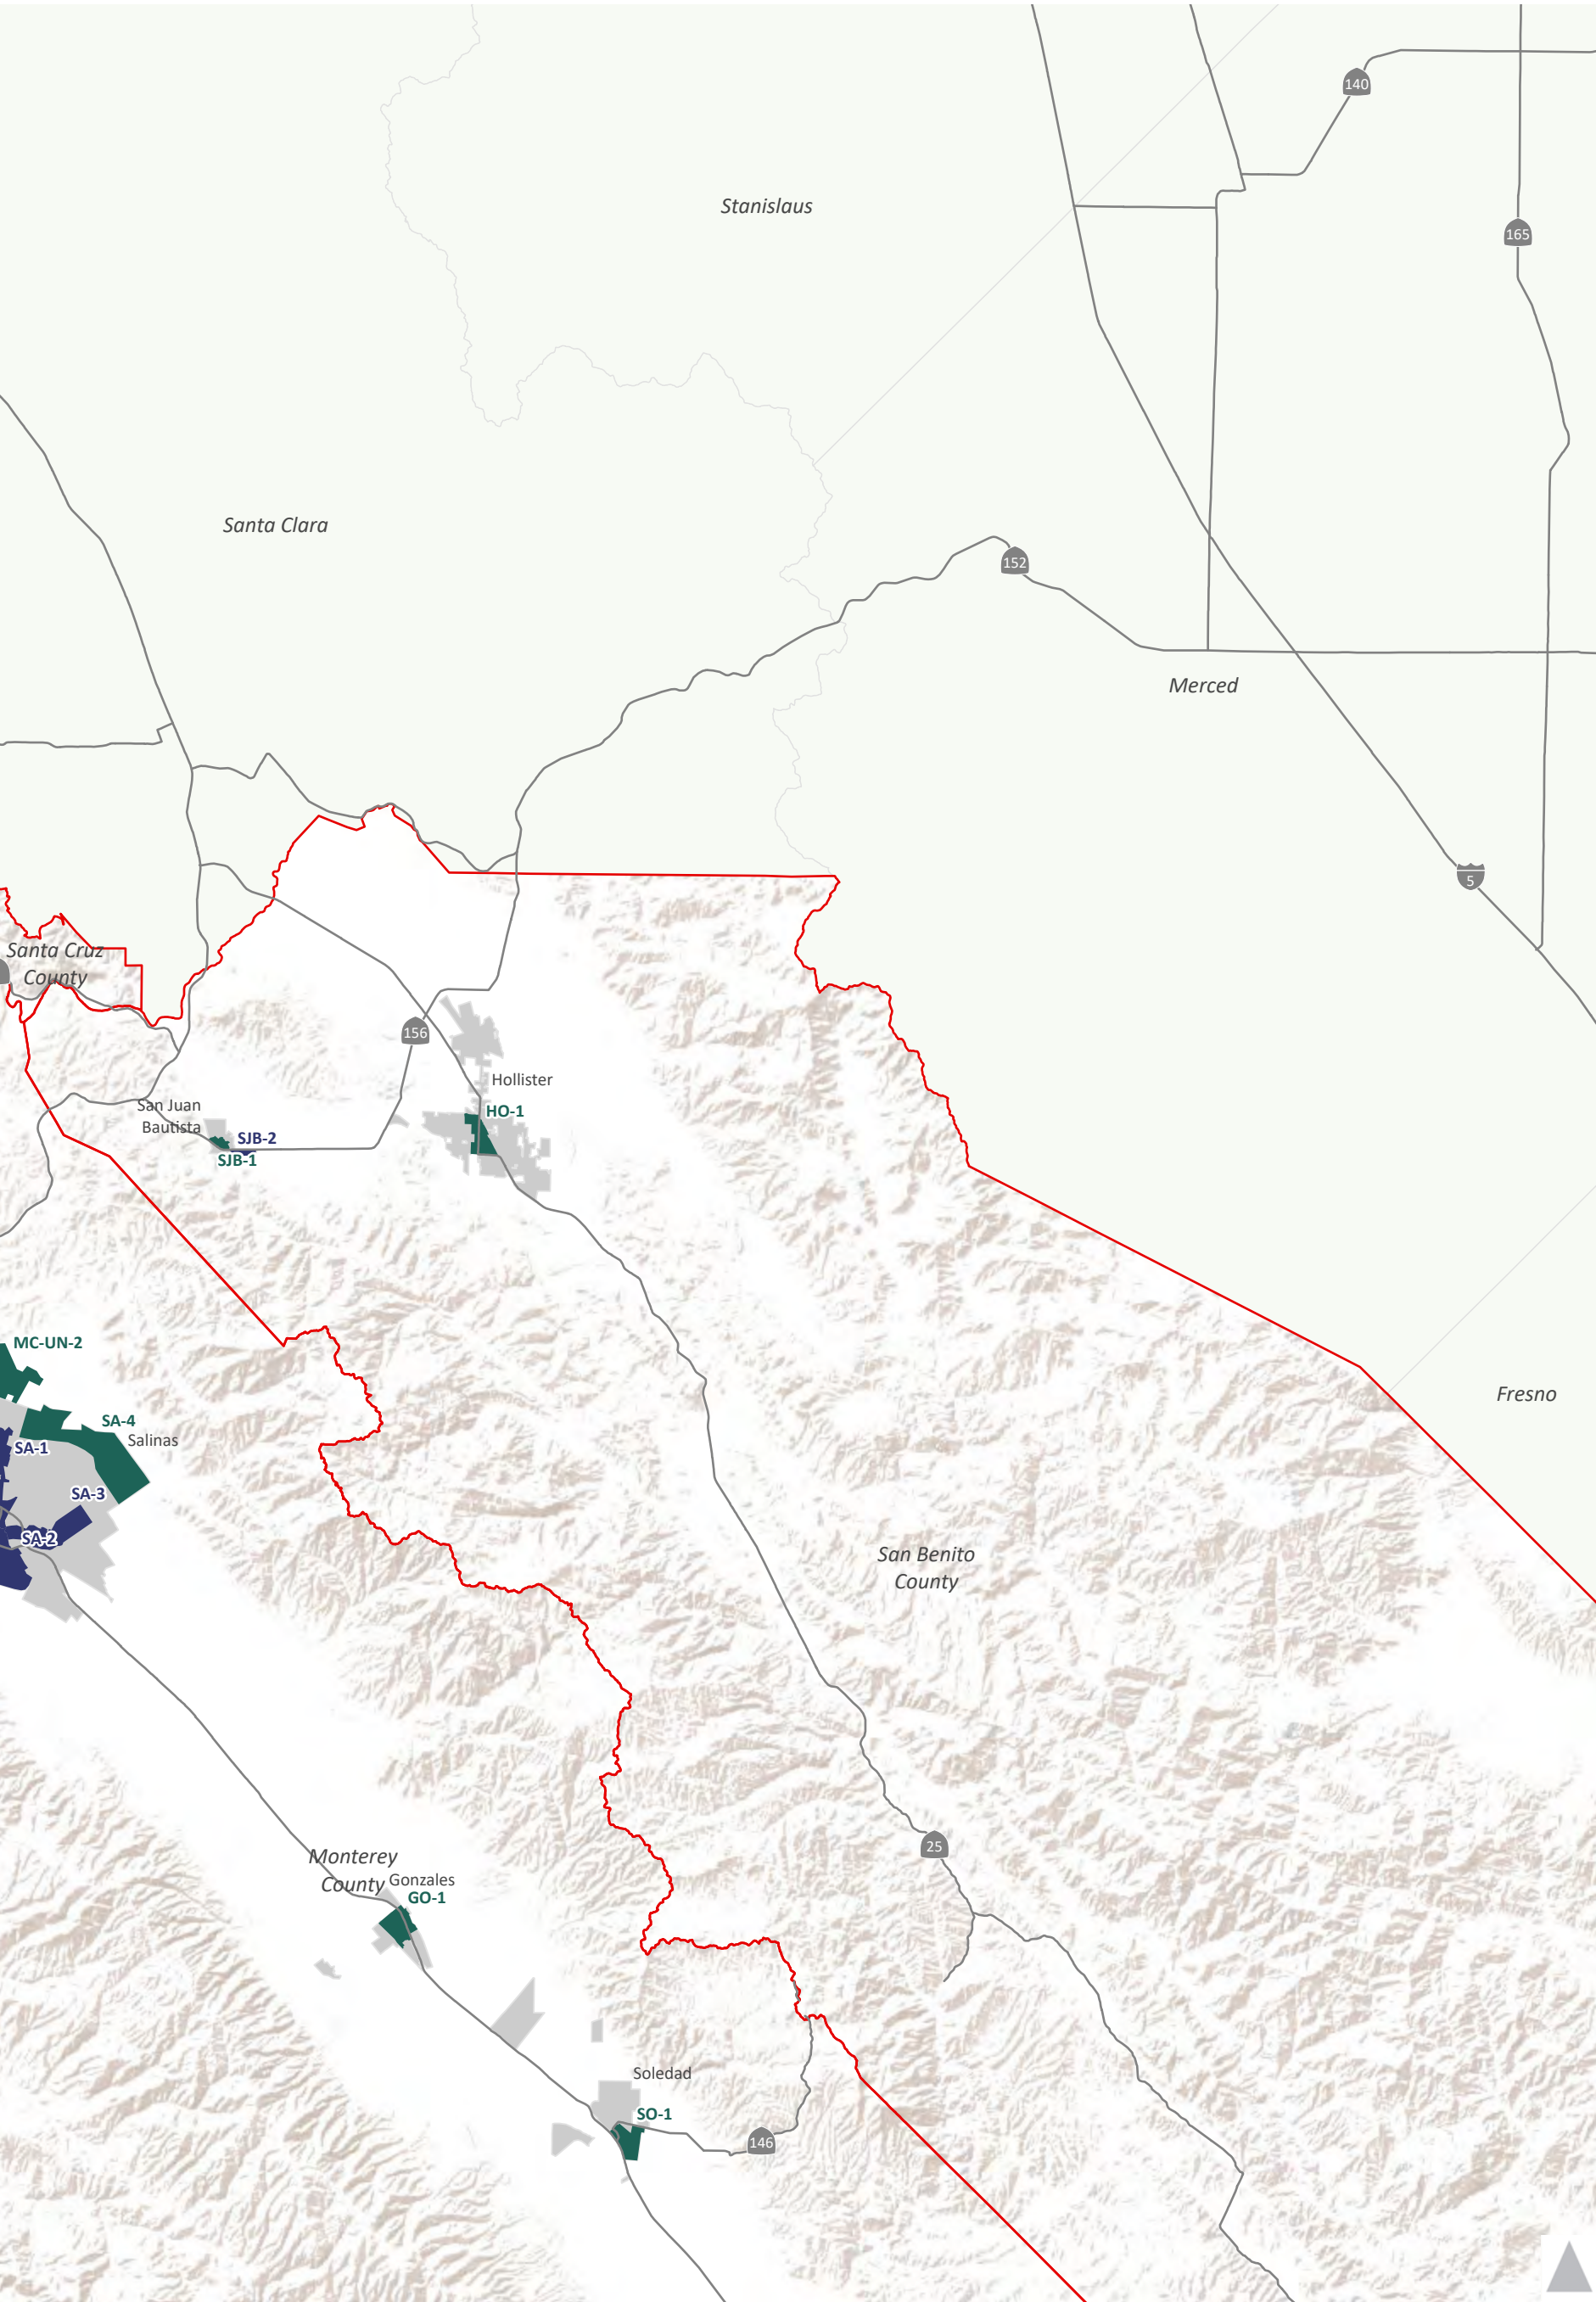 140
Stanislaus
165
Santa Clara
152
Merced
5
Santa Cruz
County
156
Hollister
San Juan
Bautista
HO-1
SJB-2
SJB-1
MC-UN-2
Fresno
SA-4
Salinas
SA-1
SA-3
SA-2
San Benito
County
25
Monterey
County
Gonzales
GO-1
Soledad
SO-1
146